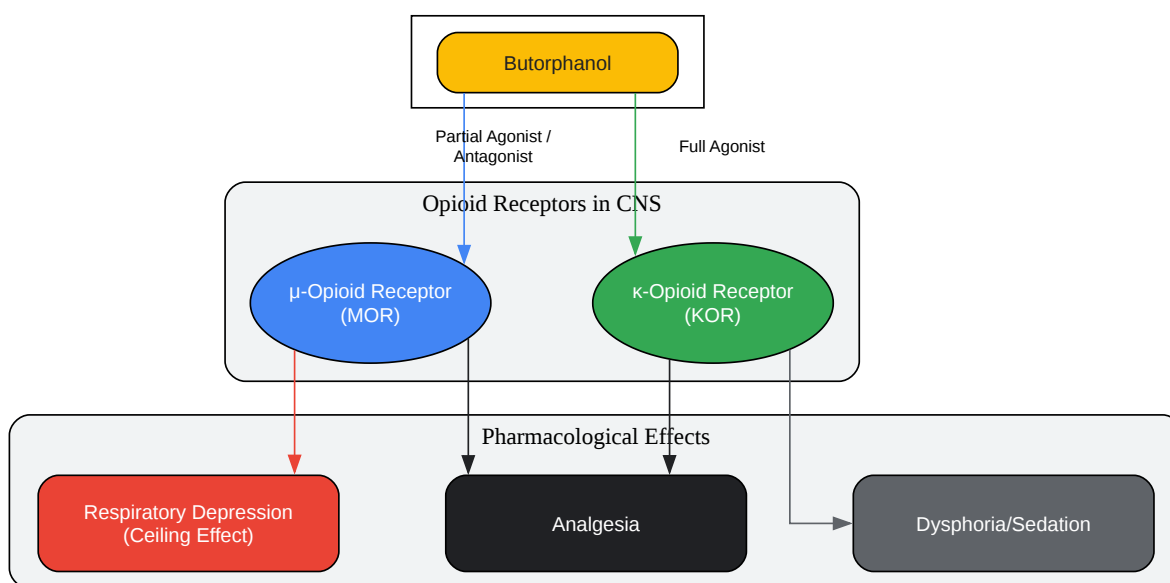 Butorphanol
Partial Agonist /
Antagonist
Full Agonist
Opioid Receptors in CNS
μ-Opioid Receptor
(MOR)
κ-Opioid Receptor
(KOR)
Pharmacological Effects
Respiratory Depression
(Ceiling Effect)
Analgesia
Dysphoria/Sedation